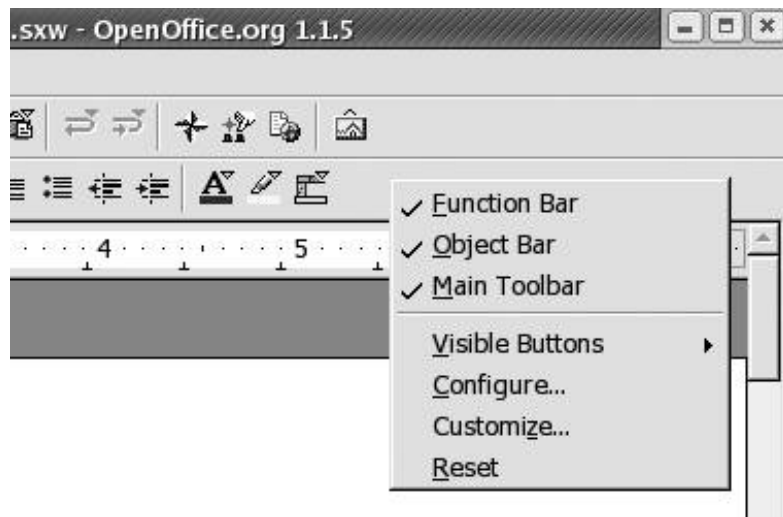 .sxw - OpenOffice.org 1.1.5
A
4 5
Function Bar
Object Bar
Main Toolbar
Visible Buttons
Configure...
Customize...
Reset